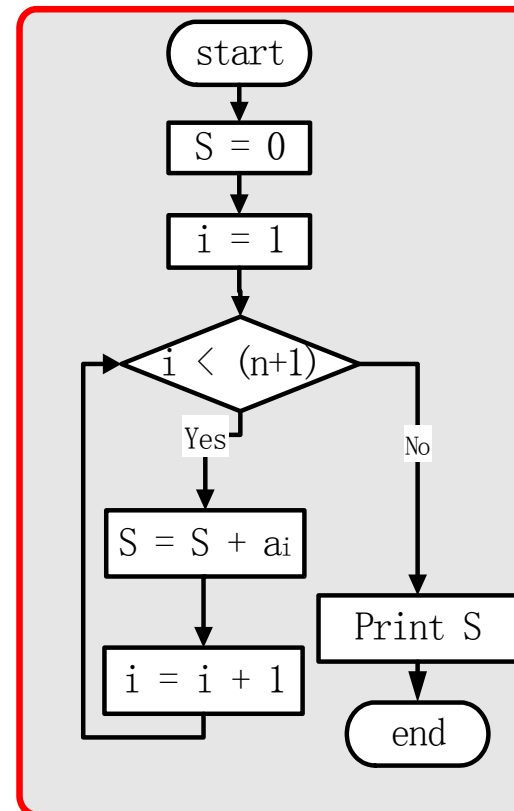 start
S = 0
i = 1
i < (n+1)
Yes
No
S = S + ai
Print S
i = i + 1
end